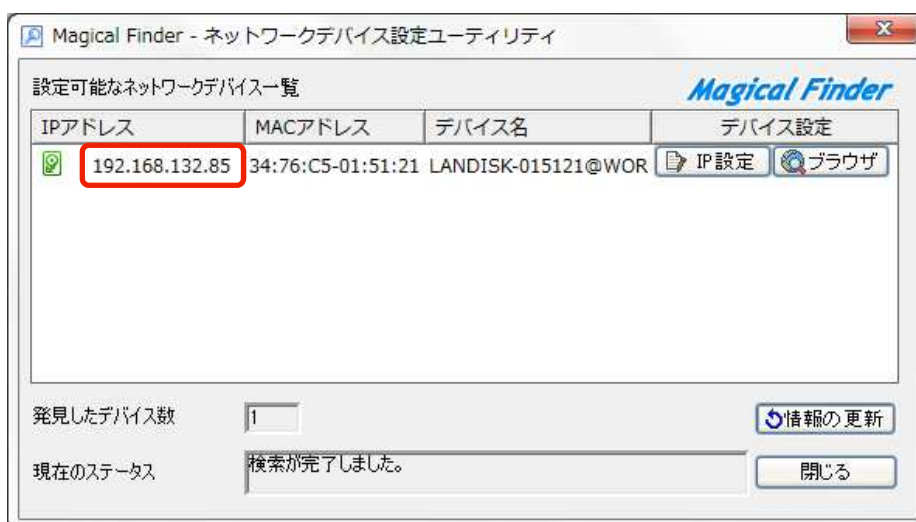 Magical Finder - ネットワークデバイス設定ユーティリティ
設定可能なネットワークデバイス一覧 Magical Finder
IPアドレス MACアドレス デバイス名 デバイス設定
192.168.132.85 34:76:C5-01:51:21 LANDISK-015121@WOR IP設定 ブラウザ
発見したデバイス数 1 情報の更新
現在のステータス 検索が完了しました。 閉じる